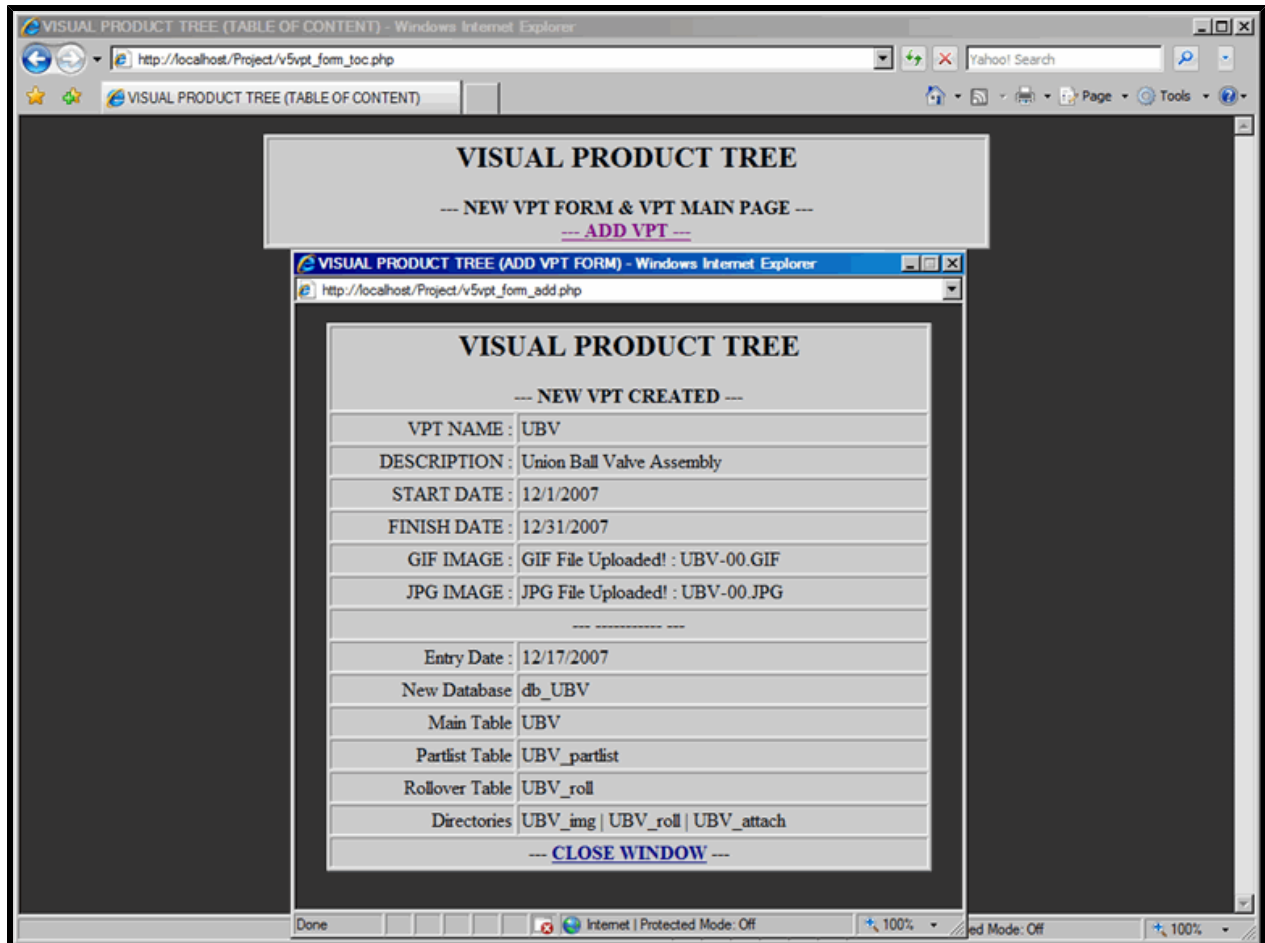 VISUAL PRODUCT TREE (TABLE OF CONTENT) - Windows Internet Explorer
http://localhost/Project/v5vpt_form_toc.php
Yahoo! Search
VISUAL PRODUCT TREE (TABLE OF CONTENT)
Page
Tools
VISUAL PRODUCT TREE
--- NEW VPT FORM & VPT MAIN PAGE ---
--- ADD VPT ---
VISUAL PRODUCT TREE (ADD VPT FORM) - Windows Internet Explorer
http://localhost/Project/v5vpt_form_add.php
VISUAL PRODUCT TREE
--- NEW VPT CREATED ---
VPT NAME : UBV
DESCRIPTION : Union Ball Valve Assembly
START DATE : 12/1/2007
FINISH DATE : 12/31/2007
GIF IMAGE : GIF File Uploaded! : UBV-00.GIF
JPG IMAGE : JPG File Uploaded! : UBV-00.JPG
--- ----------- ---
Entry Date : 12/17/2007
New Database db_UBV
Main Table UBV
Partlist Table UBV_partlist
Rollover Table UBV_roll
Directories UBV_img | UBV_roll | UBV_attach
--- CLOSE WINDOW ---
Done Internet | Protected Mode: Off 100%
ed Mode: Off 100%